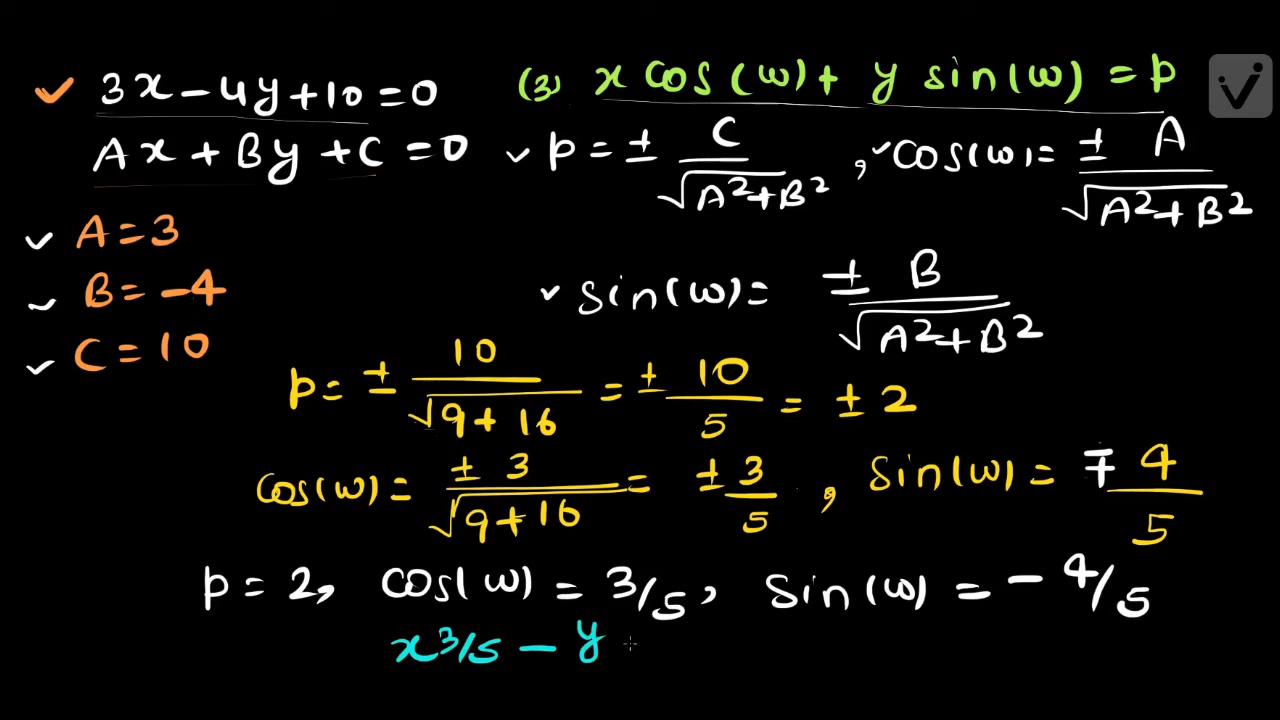 3x-4y+10=0
(3) x cos(ω)+ y sin(ω) = p
Ax+By+C=0
p = ± C/√A²+B² , cos(ω)= ± A/√A²+B²
A=3
B=-4
C=10
sin(ω)= ± B/√A²+B²
p= ± 10/√9+16 = ± 10/5 = ± 2
cos(ω)= ± 3/√9+16 = ± 3/5 , sin(ω)= ∓ 4/5
p = 2, cos(ω) = 3/5, sin(ω) = - 4/5
x 3/5 - y